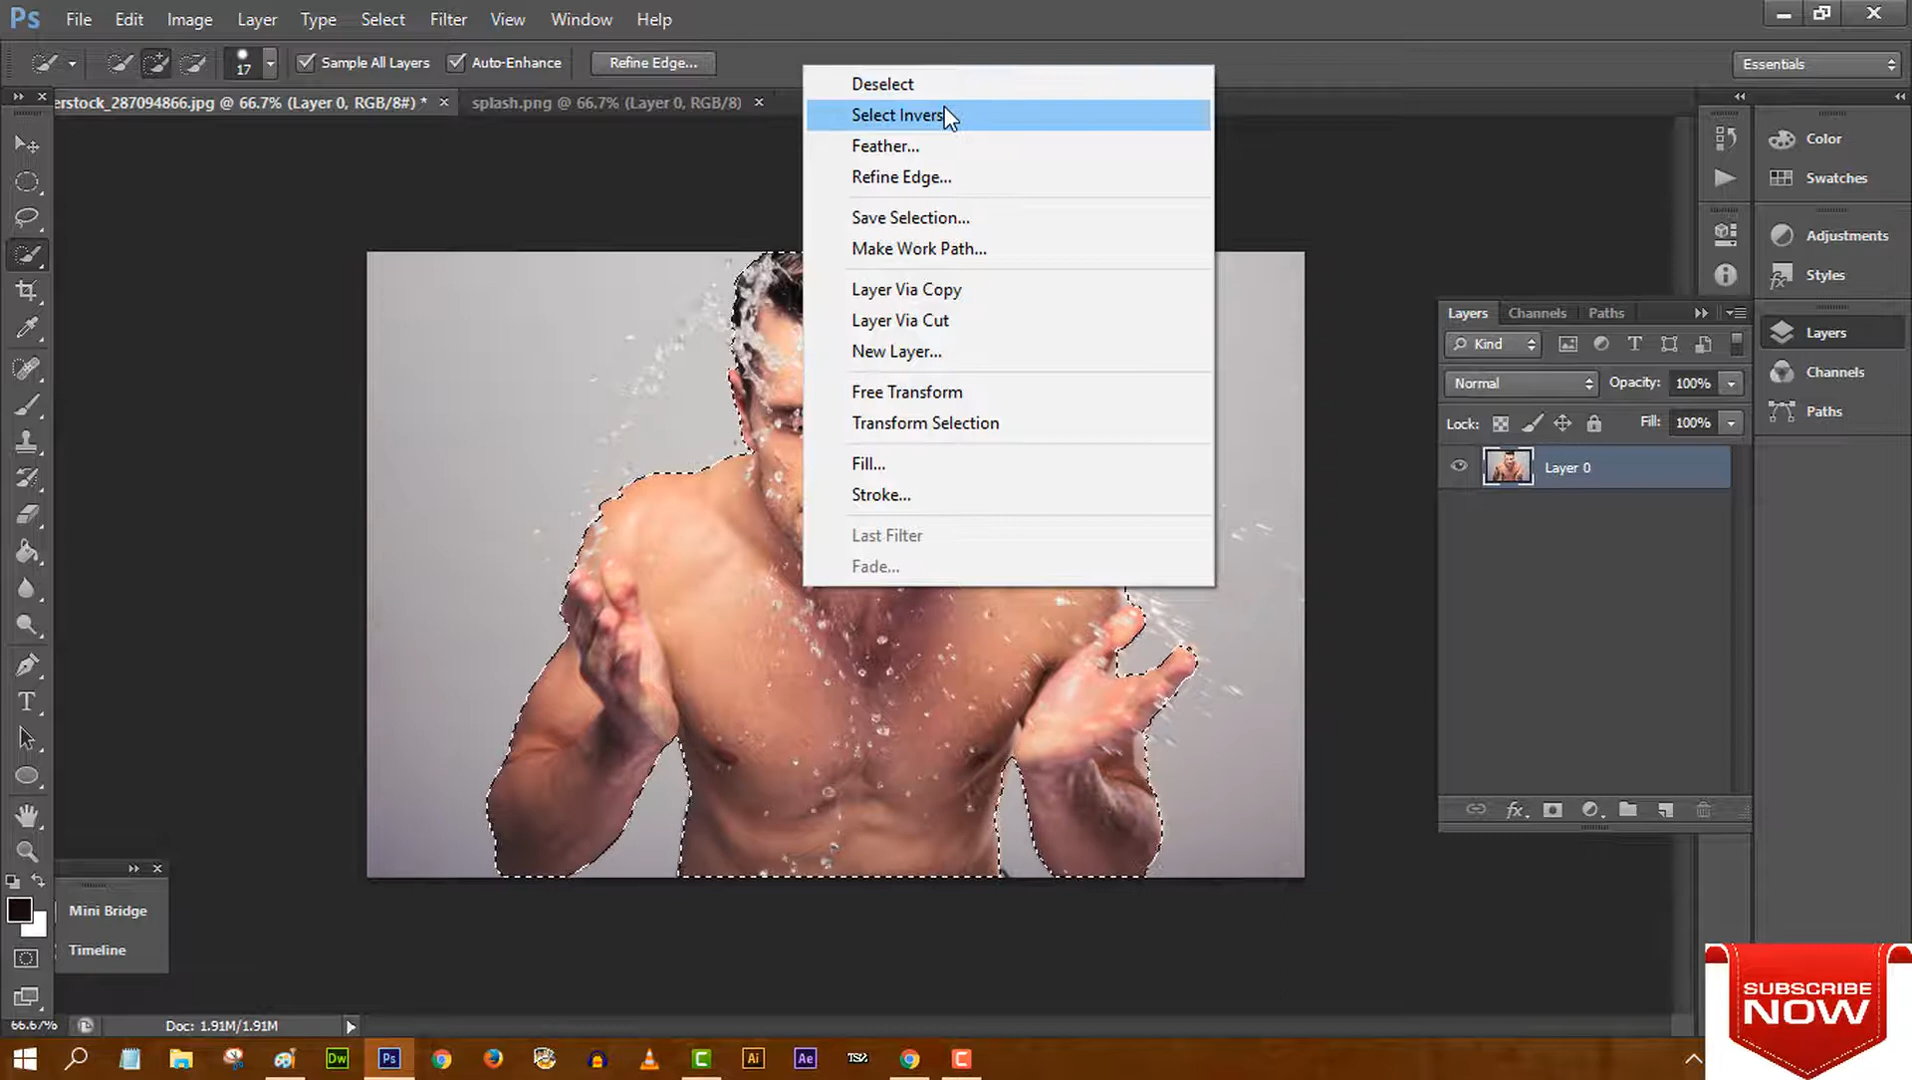 Ps File Edit Image Layer Type Select Filter View Window Help
17 Sample All Layers Auto-Enhance Refine Edge... Essentials
erstock_287094866.jpg @ 66.7% (Layer 0, RGB/8#) * × splash.png @ 66.7% (Layer 0, RGB/8) ×
Deselect
Select Invers
Feather...
Refine Edge...
Save Selection...
Make Work Path...
Layer Via Copy
Layer Via Cut
New Layer...
Free Transform
Transform Selection
Fill...
Stroke...
Last Filter
Fade...
Color
Swatches
Adjustments
Styles
Layers
Channels
Paths
Layers Channels Paths
Kind
Normal Opacity: 100%
Lock: Fill: 100%
Layer 0
Mini Bridge
Timeline
66.67% Doc: 1.91M/1.91M
Dw Ps Ai Ae
SUBSCRIBE
NOW